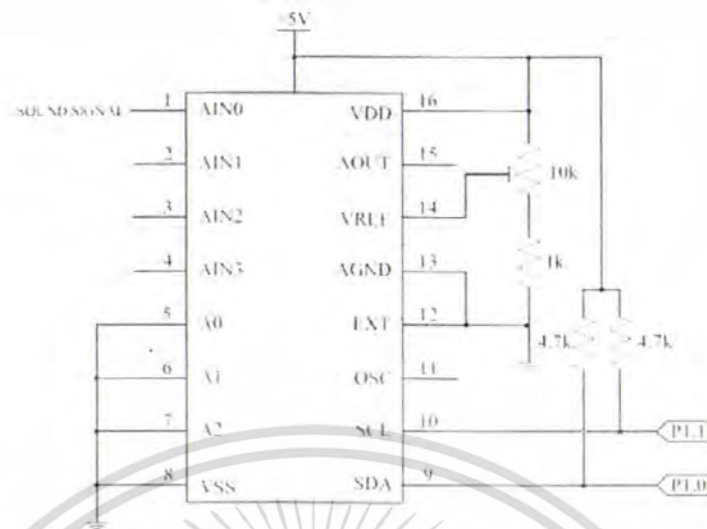 +5V
SOUND SIGNAL 1 AIN0 VDD 16
2 AIN1 AOUT 15
10k
3 AIN2 VREF 14
4 AIN3 AGND 13
1k
5 A0 EXT 12
4.7k 4.7k
6 A1 OSC 11
7 A2 SCL 10 P1.1
8 VSS SDA 9 P1.0